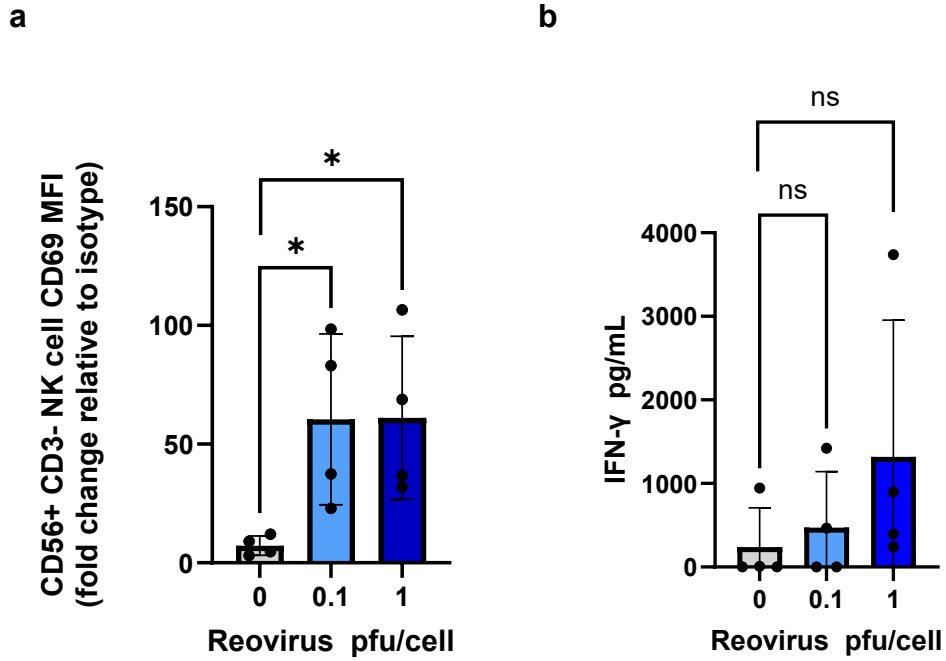 a
CD56+ CD3- NK cell CD69 MFI
(fold change relative to isotype)
150
100
50
0
*
*
0 0.1 1
Reovirus pfu/cell
b
IFN-γ pg/mL
4000
3000
2000
1000
0
ns
ns
0 0.1 1
Reovirus pfu/cell